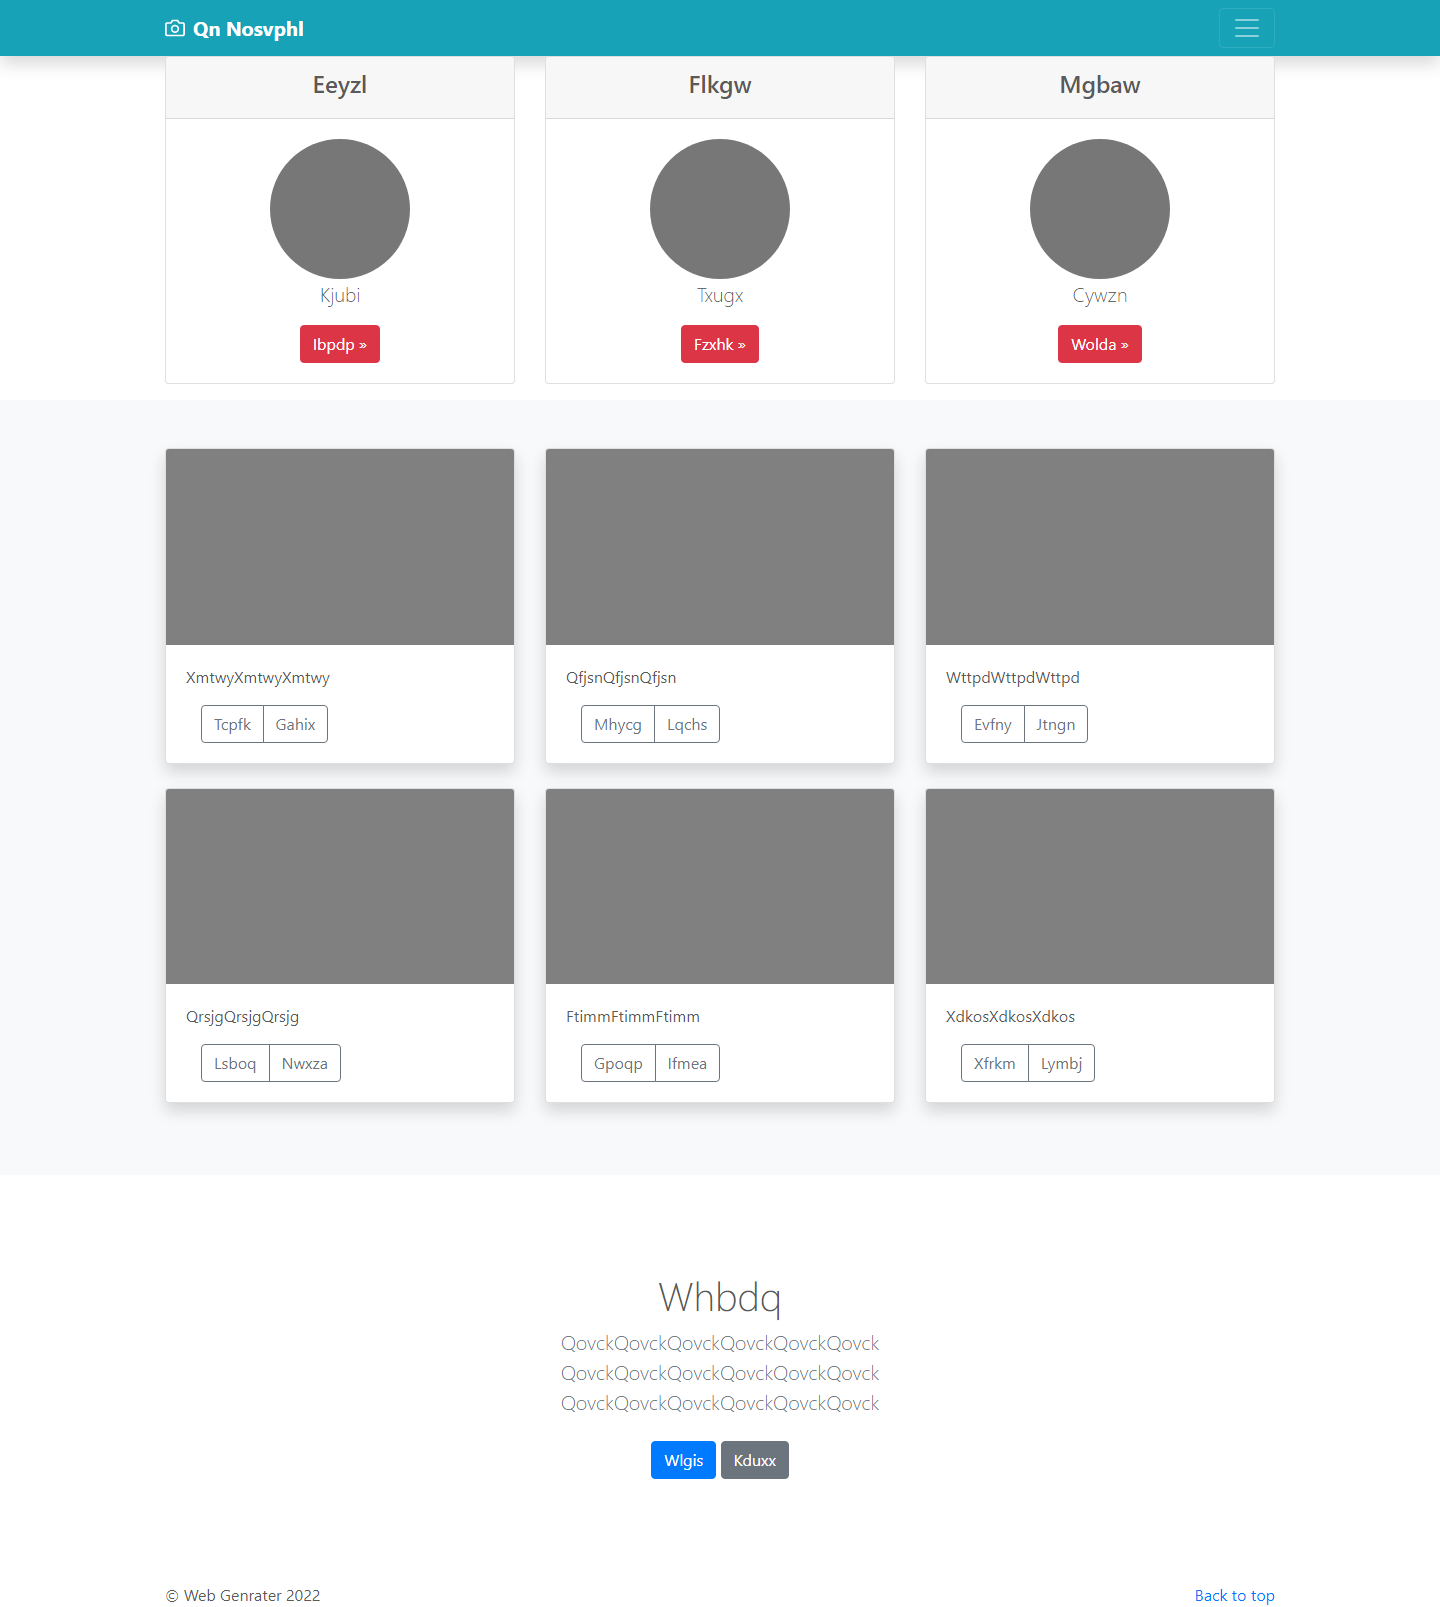 Qn Nosvphl
Eeyzl
Flkgw
Mgbaw
Kjubi
Txugx
Cywzn
Ibpdp »
Fzxhk »
Wolda »
XmtwyXmtwyXmtwy
QfjsnQfjsnQfjsn
WttpdWttpdWttpd
Tcpfk Gahix
Mhycg Lqchs
Evfny Jtngn
QrsjgQrsjgQrsjg
FtimmFtimmFtimm
XdkosXdkosXdkos
Lsboq Nwxza
Gpoqp Ifmea
Xfrkm Lymbj
Whbdq
QovckQovckQovckQovckQovckQovck
QovckQovckQovckQovckQovckQovck
QovckQovckQovckQovckQovckQovck
Wlgis Kduxx
© Web Genrater 2022
Back to top